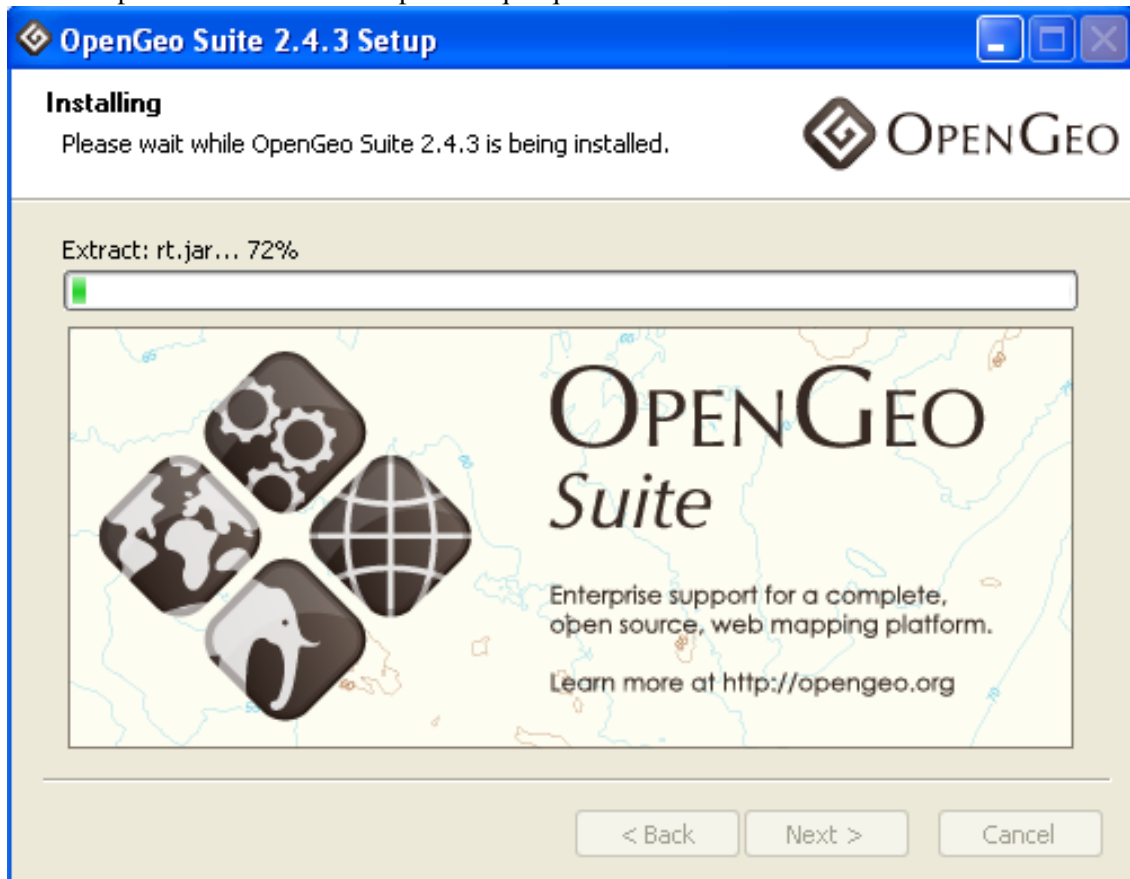 OpenGeo Suite 2.4.3 Setup
Installing
Please wait while OpenGeo Suite 2.4.3 is being installed.
OPENGEO
Extract: rt.jar... 72%
OPENGEO
Suite
Enterprise support for a complete,
open source, web mapping platform.
Learn more at http://opengeo.org
< Back
Next >
Cancel